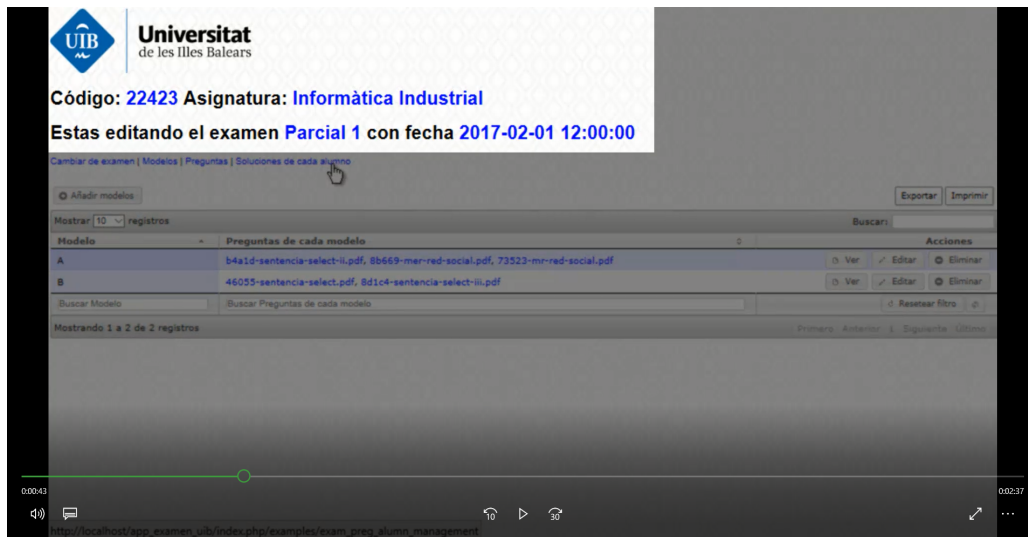 UIB
Universitat
de les Illes Balears
Código: 22423 Asignatura: Informàtica Industrial
Estas editando el examen Parcial 1 con fecha 2017-02-01 12:00:00
Cambiar de examen | Modelos | Preguntas | Soluciones de cada alumno
Añadir modelos
Exportar Imprimir
Mostrar 10 registros Buscar:
Modelo Preguntas de cada modelo Acciones
A b4a1d-sentencia-select-ii.pdf, 8b669-mer-red-social.pdf, 73523-mr-red-social.pdf Ver Editar Eliminar
B 46055-sentencia-select.pdf, 8d1c4-sentencia-select-iii.pdf Ver Editar Eliminar
Buscar Modelo Buscar Preguntas de cada modelo Resetear filtro
Mostrando 1 a 2 de 2 registros Primero Anterior 1 Siguiente Último
0:00:43 0:02:37
10 30
http://localhost/app_examen_uib/index.php/examples/exam_preg_alumn_management